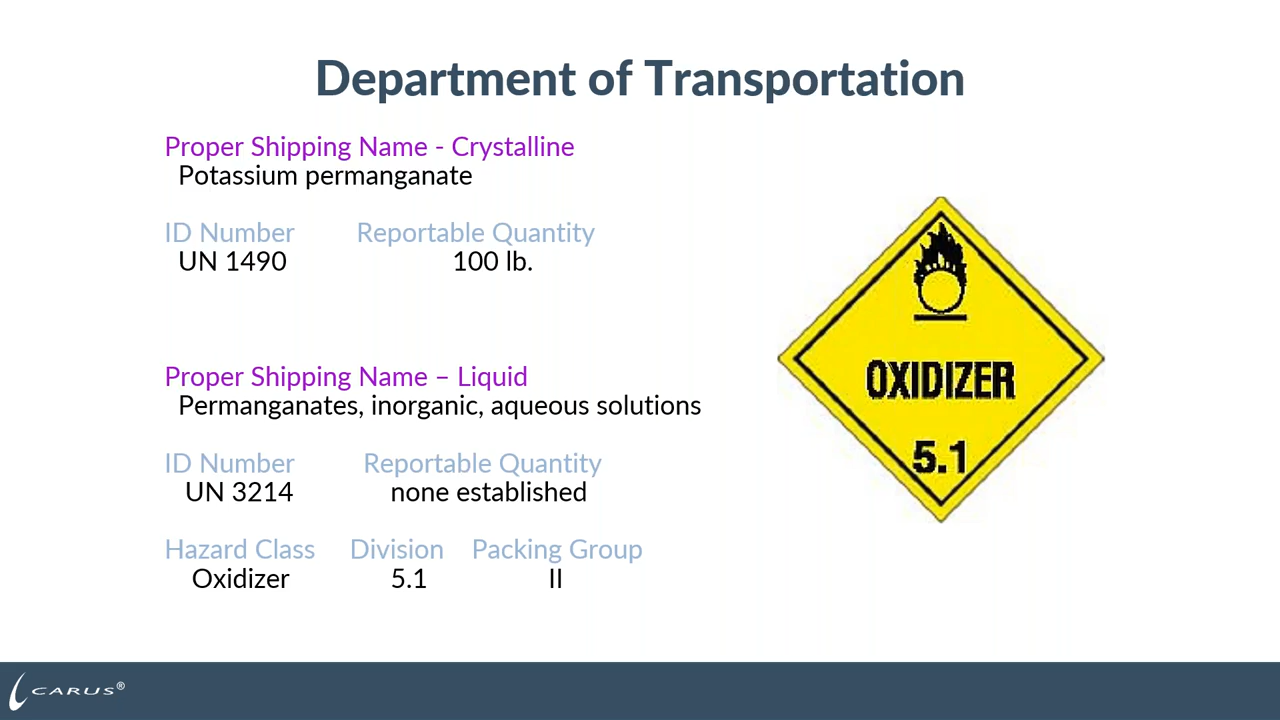 Department of Transportation
Proper Shipping Name - Crystalline
Potassium permanganate
ID Number Reportable Quantity
UN 1490 100 lb.
Proper Shipping Name – Liquid
Permanganates, inorganic, aqueous solutions
ID Number Reportable Quantity
UN 3214 none established
Hazard Class Division Packing Group
Oxidizer 5.1 II
OXIDIZER
5.1
CARUS®